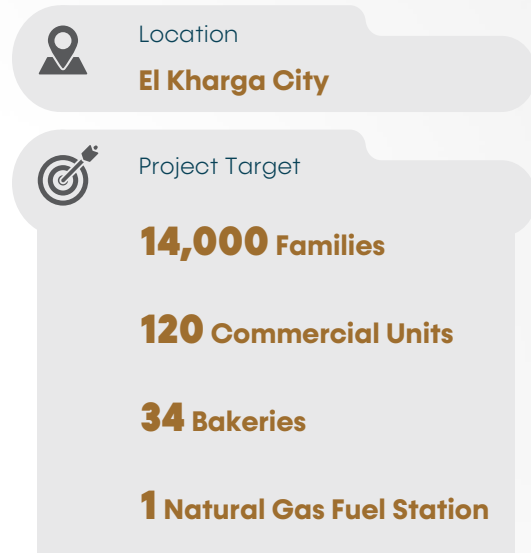 Location
El Kharga City
Project Target
14,000 Families
120 Commercial Units
34 Bakeries
1 Natural Gas Fuel Station